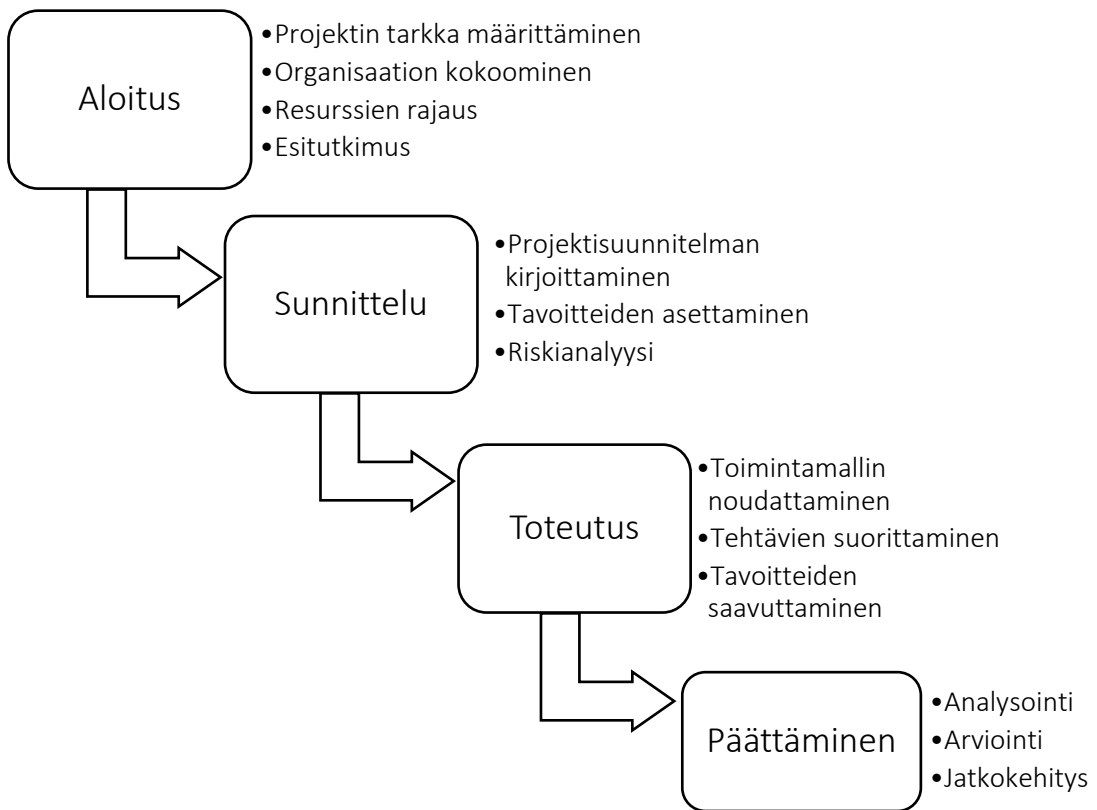 Aloitus
•Projektin tarkka määrittäminen
•Organisaation kokoominen
•Resurssien rajaus
•Esitutkimus
Sunnittelu
•Projektisuunnitelman
kirjoittaminen
•Tavoitteiden asettaminen
•Riskianalyysi
Toteutus
•Toimintamallin
noudattaminen
•Tehtävien suorittaminen
•Tavoitteiden
saavuttaminen
Päättäminen
•Analysointi
•Arviointi
•Jatkokehitys